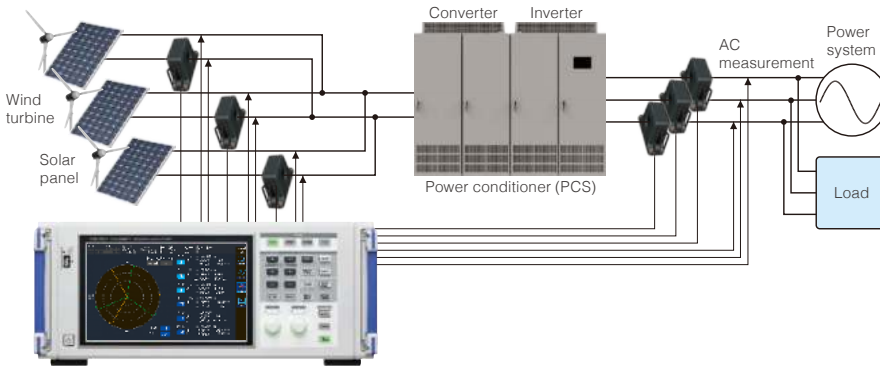 Converter
Inverter
Power
system
AC
measurement
Wind
turbine
Solar
panel
Power conditioner (PCS)
Load